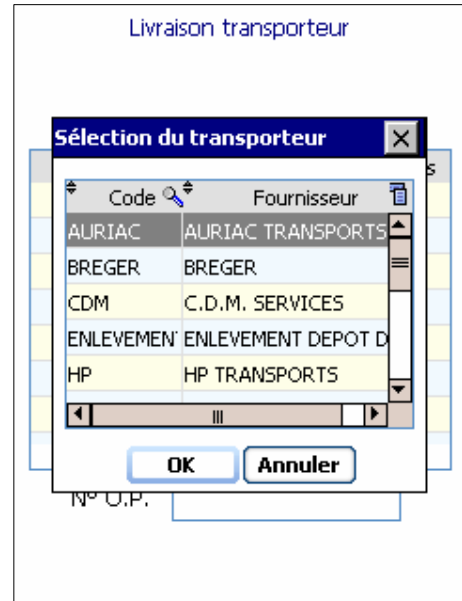 Livraison transporteur
Sélection du transporteur
Code Fournisseur
AURIAC AURIAC TRANSPORTS
BREGER BREGER
CDM C.D.M. SERVICES
ENLEVEMEN ENLEVEMENT DEPOT D
HP HP TRANSPORTS
OK Annuler
N° O.P.